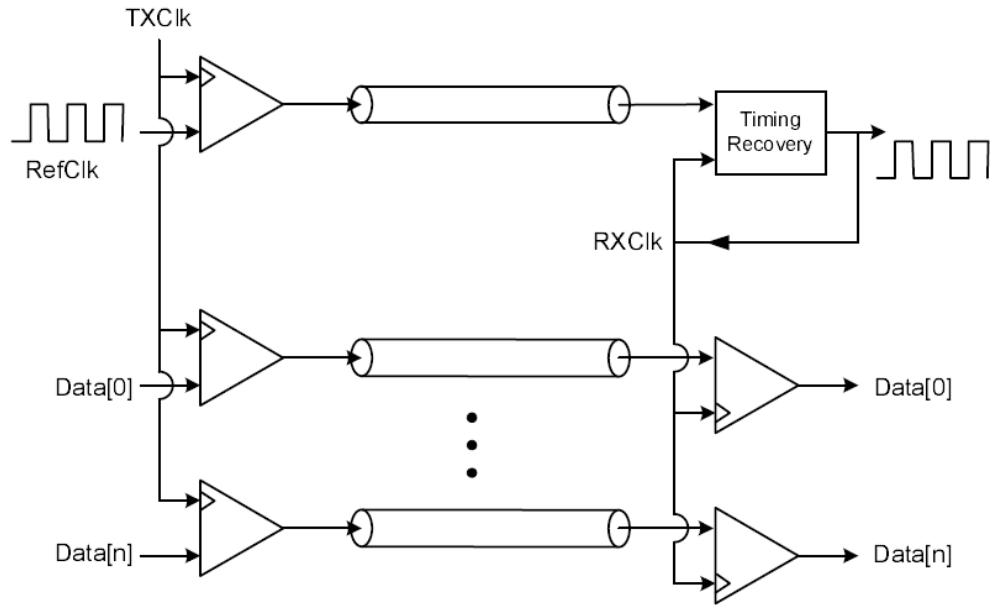 TXClk
RefClk
Timing
Recovery
RXClk
Data[0]
Data[0]
Data[n]
Data[n]